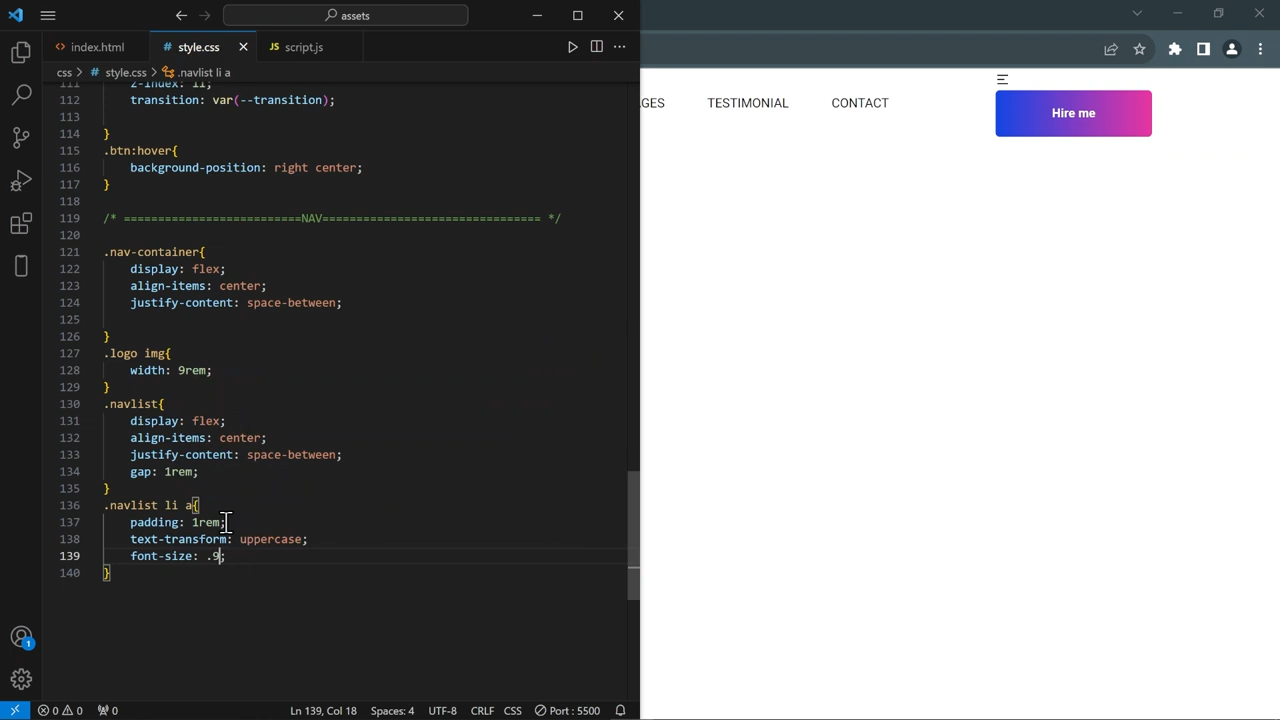 assets
index.html
style.css
JS script.js
css > style.css > .navlist li a
111 z-index: 11;
112 transition: var(--transition);
113
114 }
115 .btn:hover{
116 background-position: right center;
117 }
118
119 /* ==========================NAV================================ */
120
121 .nav-container{
122 display: flex;
123 align-items: center;
124 justify-content: space-between;
125
126 }
127 .logo img{
128 width: 9rem;
129 }
130 .navlist{
131 display: flex;
132 align-items: center;
133 justify-content: space-between;
134 gap: 1rem;
135 }
136 .navlist li a{
137 padding: 1rem;
138 text-transform: uppercase;
139 font-size: .9;
140 }
1
0 0 0 Ln 139, Col 18 Spaces: 4 UTF-8 CRLF CSS Port : 5500
TESTIMONIAL CONTACT
Hire me